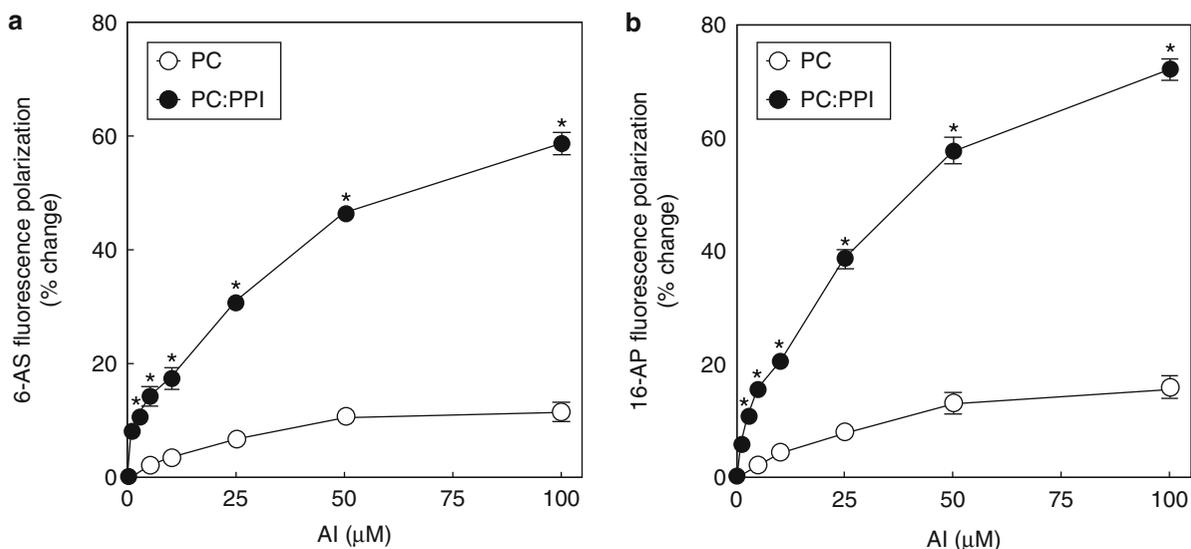 a
80
60
40
20
0
6-AS fluorescence polarization
(% change)
PC
PC:PPI
*
*
*
*
*
*
0
25
50
75
100
Al (μM)
b
80
60
40
20
0
16-AP fluorescence polarization
(% change)
PC
PC:PPI
*
*
*
*
*
*
0
25
50
75
100
Al (μM)